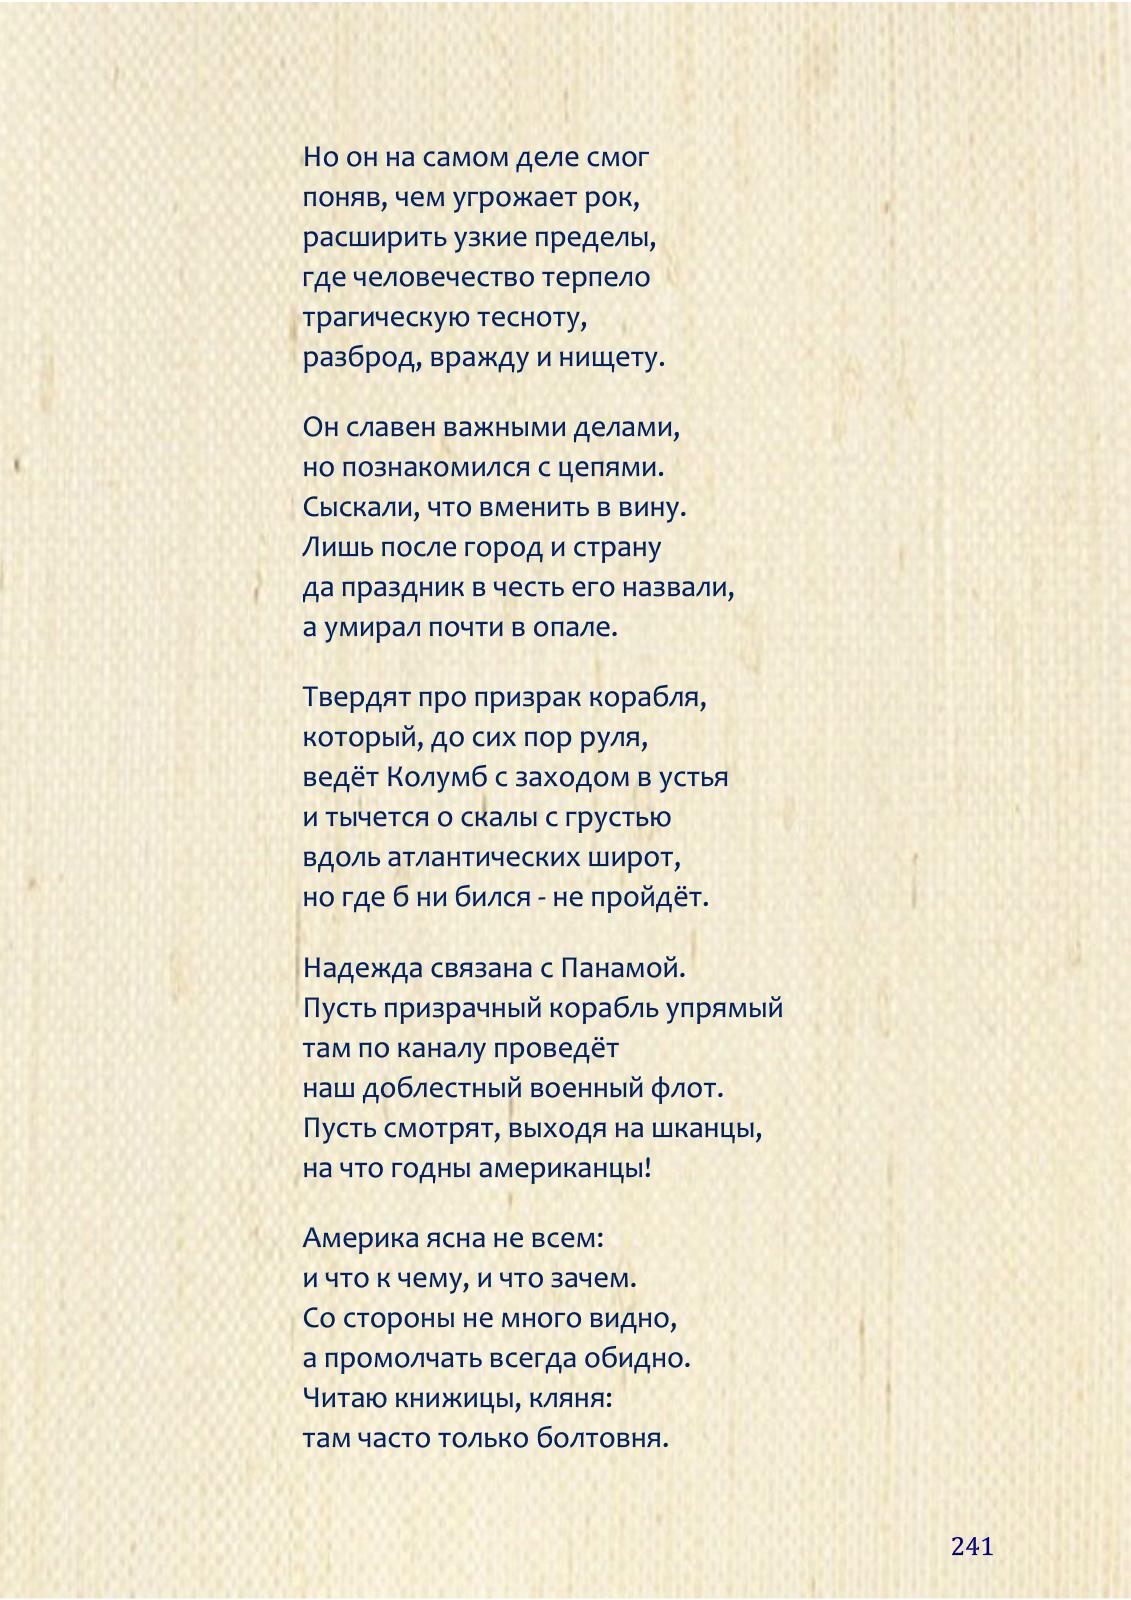 Но он на самом деле смог
поняв, чем угрожает рок,
расширить узкие пределы,
где человечество терпело
трагическую тесноту,
разброд, вражду и нищету.
Он славен важными делами,
но познакомился с цепями.
Сыскали, что вменить в вину.
Лишь после город и страну
да праздник в честь его назвали,
а умирал почти в опале.
Твердят про призрак корабля,
который, до сих пор руля,
ведёт Колумб с заходом в устья
и тычется о скалы с грустью
вдоль атлантических широт,
но где б ни бился - не пройдёт.
Надежда связана с Панамой.
Пусть призрачный корабль упрямый
там по каналу проведёт
наш доблестный военный флот.
Пусть смотрят, выходя на шканцы,
на что годны американцы!
Америка ясна не всем:
и что к чему, и что зачем.
Со стороны не много видно,
а промолчать всегда обидно.
Читаю книжицы, кляня:
там часто только болтовня.
241